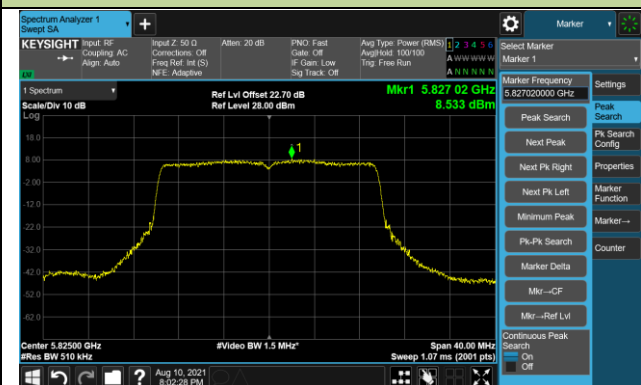 Spectrum Analyzer 1
Swept SA
KEYSIGHT
Input: RF
Coupling: AC
Align: Auto
Input Z: 50 Ω
Corrections: Off
Freq Ref: Int (S)
NFE: Adaptive
Atten: 20 dB
PNO: Fast
Gate: Off
IF Gain: Low
Sig Track: Off
Avg Type: Power (RMS)
Avg|Hold: 100/100
Trig: Free Run
1 2 3 4 5 6
A W W W W W
A N N N N N
1 Spectrum
Scale/Div 10 dB
Log
Ref Lvl Offset 22.70 dB
Ref Level 28.00 dBm
Mkr1 5.827 02 GHz
8.533 dBm
1
18.0
8.00
-2.00
-12.0
-22.0
-32.0
-42.0
-52.0
-62.0
Center 5.82500 GHz
#Res BW 510 kHz
#Video BW 1.5 MHz*
Span 40.00 MHz
Sweep 1.07 ms (2001 pts)
Aug 10, 2021
8:02:28 PM
Marker
Select Marker
Marker 1
Marker Frequency
5.827020000 GHz
Peak Search
Next Peak
Next Pk Right
Next Pk Left
Minimum Peak
Pk-Pk Search
Marker Delta
Mkr→CF
Mkr→Ref Lvl
Continuous Peak
Search
On
Off
Settings
Peak
Search
Pk Search
Config
Properties
Marker
Function
Marker→
Counter